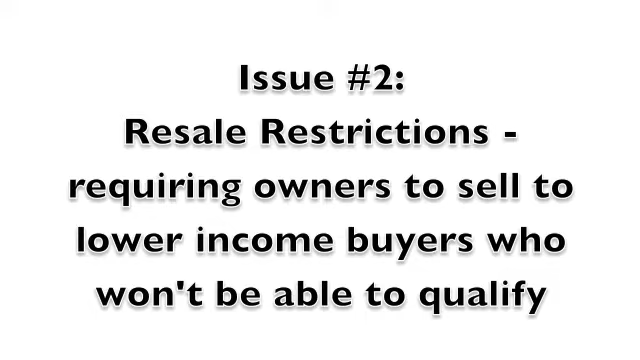 Issue #2:
Resale Restrictions -
requiring owners to sell to
lower income buyers who
won't be able to qualify